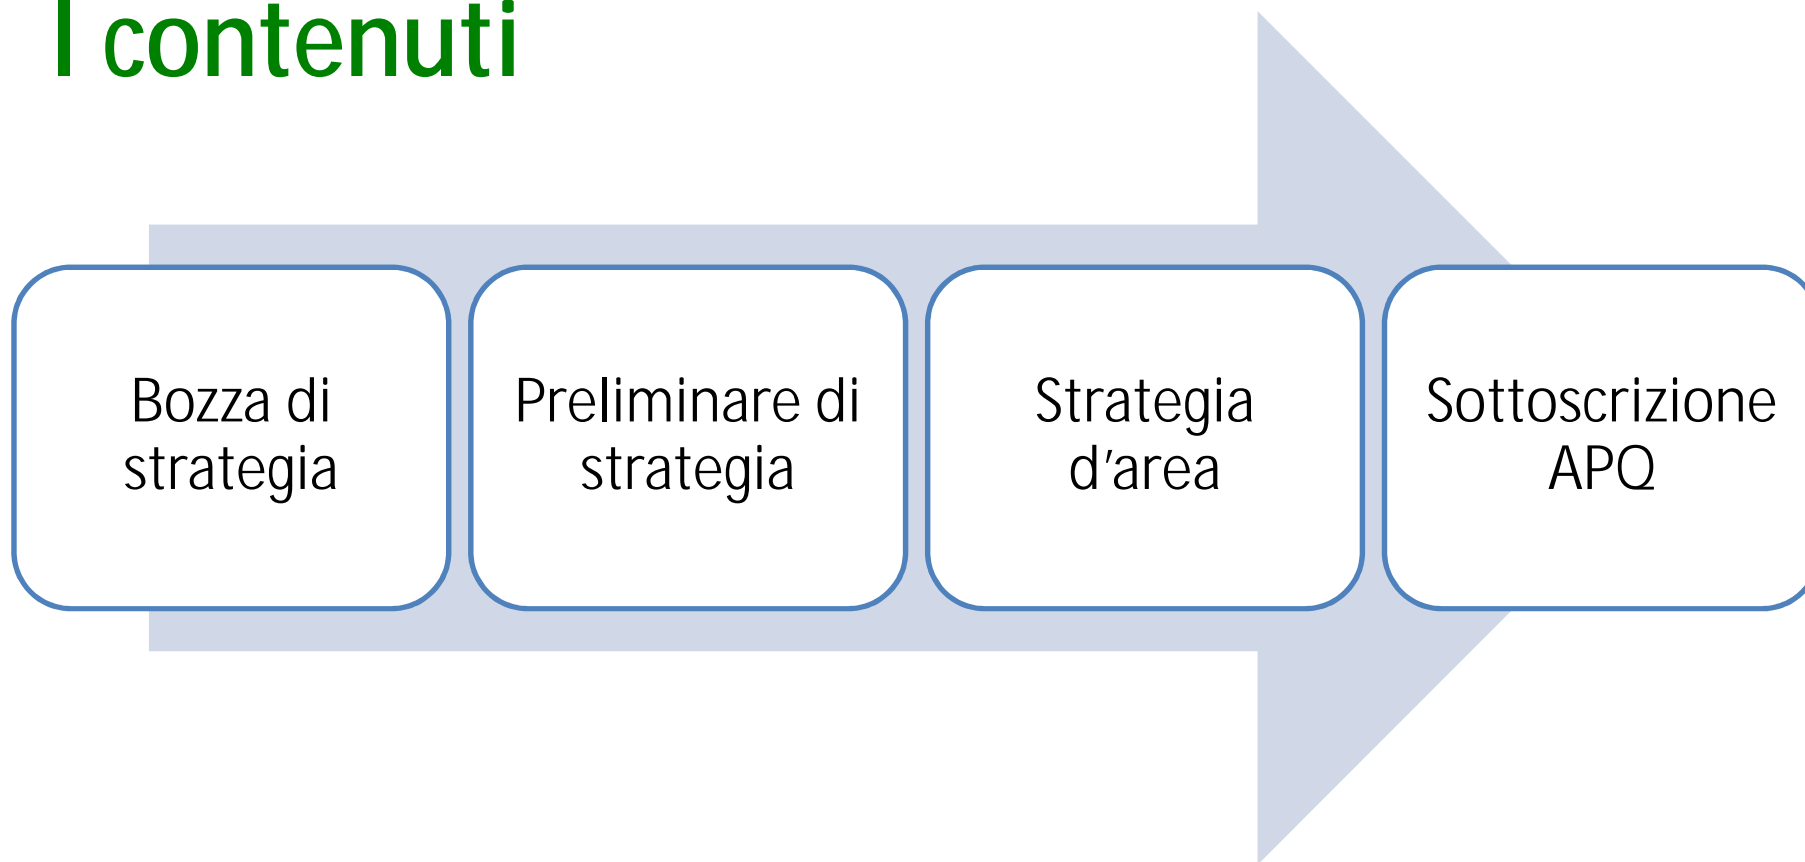 I contenuti
Bozza di
strategia
Preliminare di
strategia
Strategia
d’area
Sottoscrizione
APQ